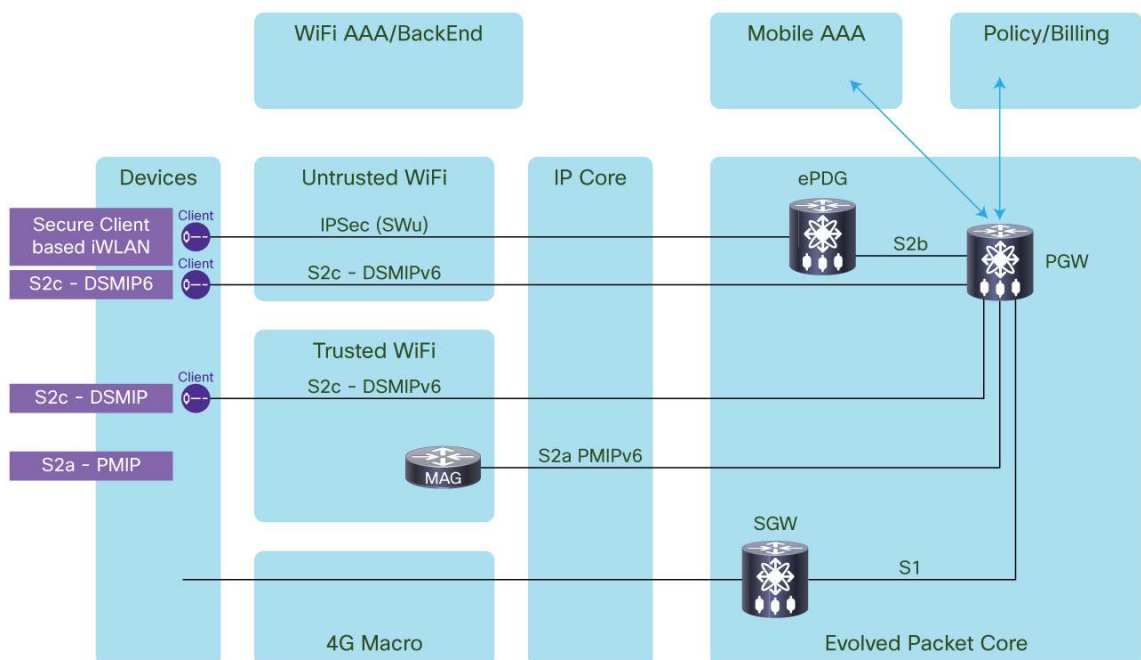 WiFi AAA/BackEnd
Mobile AAA
Policy/Billing
Devices
Untrusted WiFi
IP Core
ePDG
Secure Client
based iWLAN
Client
IPSec (SWu)
S2b
PGW
S2c - DSMIP6
Client
S2c - DSMIPv6
Trusted WiFi
S2c - DSMIP
Client
S2c - DSMIPv6
S2a - PMIP
MAG
S2a PMIPv6
SGW
S1
4G Macro
Evolved Packet Core